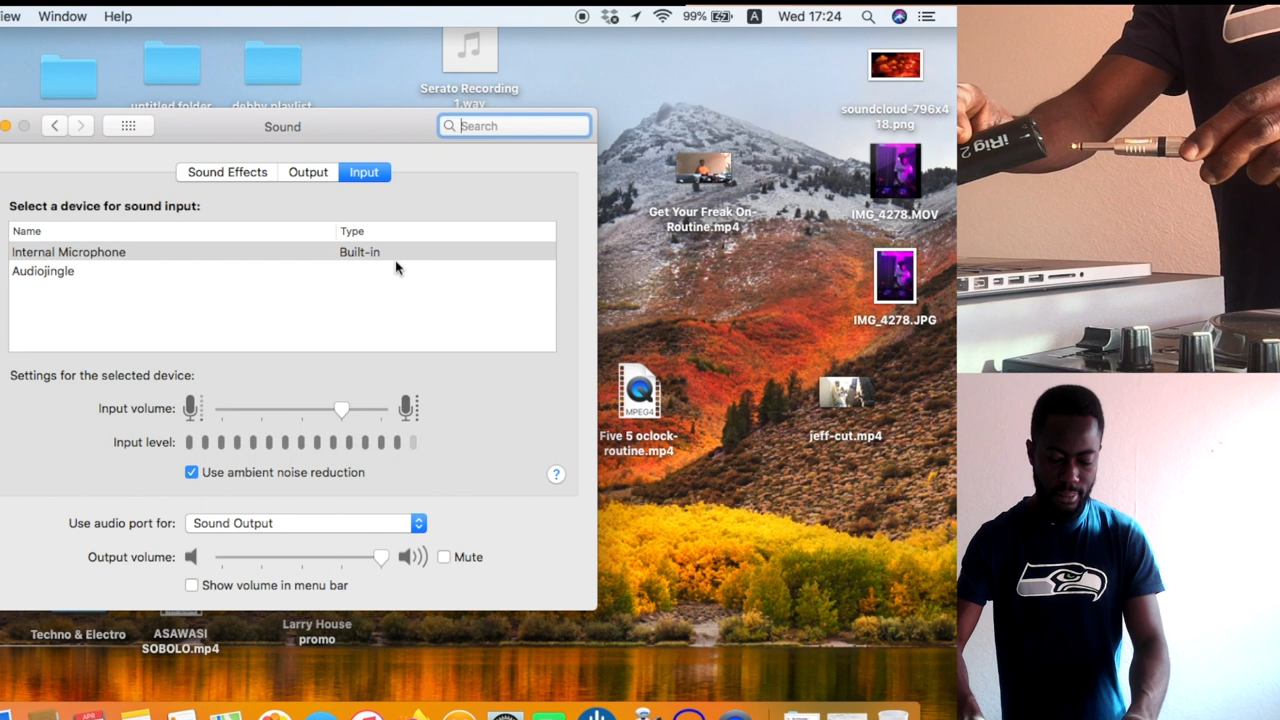 iew Window Help 99% A Wed 17:24
untitled folder
debby playlist
Serato Recording
1.wav
soundcloud-796x4
18.png
Sound
Search
Sound Effects Output Input
Select a device for sound input:
Name Type
Internal Microphone Built-in
Audiojingle
Settings for the selected device:
Input volume:
Input level:
Use ambient noise reduction
?
Use audio port for: Sound Output
Output volume: Mute
Show volume in menu bar
Get Your Freak On-
Routine.mp4
IMG_4278.MOV
IMG_4278.JPG
MPEG4
Five 5 oclock-
routine.mp4
jeff-cut.mp4
Techno & Electro
ASAWASI
SOBOLO.mp4
Larry House
promo
APR
iRig 2